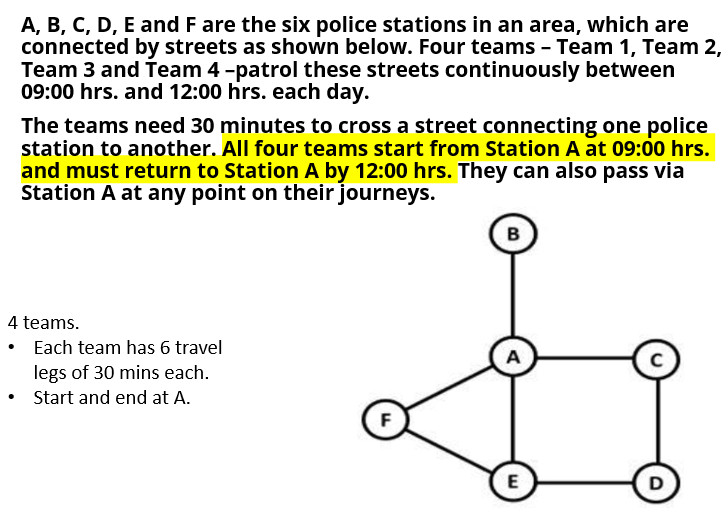 A, B, C, D, E and F are the six police stations in an area, which are
connected by streets as shown below. Four teams – Team 1, Team 2,
Team 3 and Team 4 –patrol these streets continuously between
09:00 hrs. and 12:00 hrs. each day.
The teams need 30 minutes to cross a street connecting one police
station to another. All four teams start from Station A at 09:00 hrs.
and must return to Station A by 12:00 hrs. They can also pass via
Station A at any point on their journeys.
B
4 teams.
• Each team has 6 travel
legs of 30 mins each.
• Start and end at A.
A
C
F
E
D